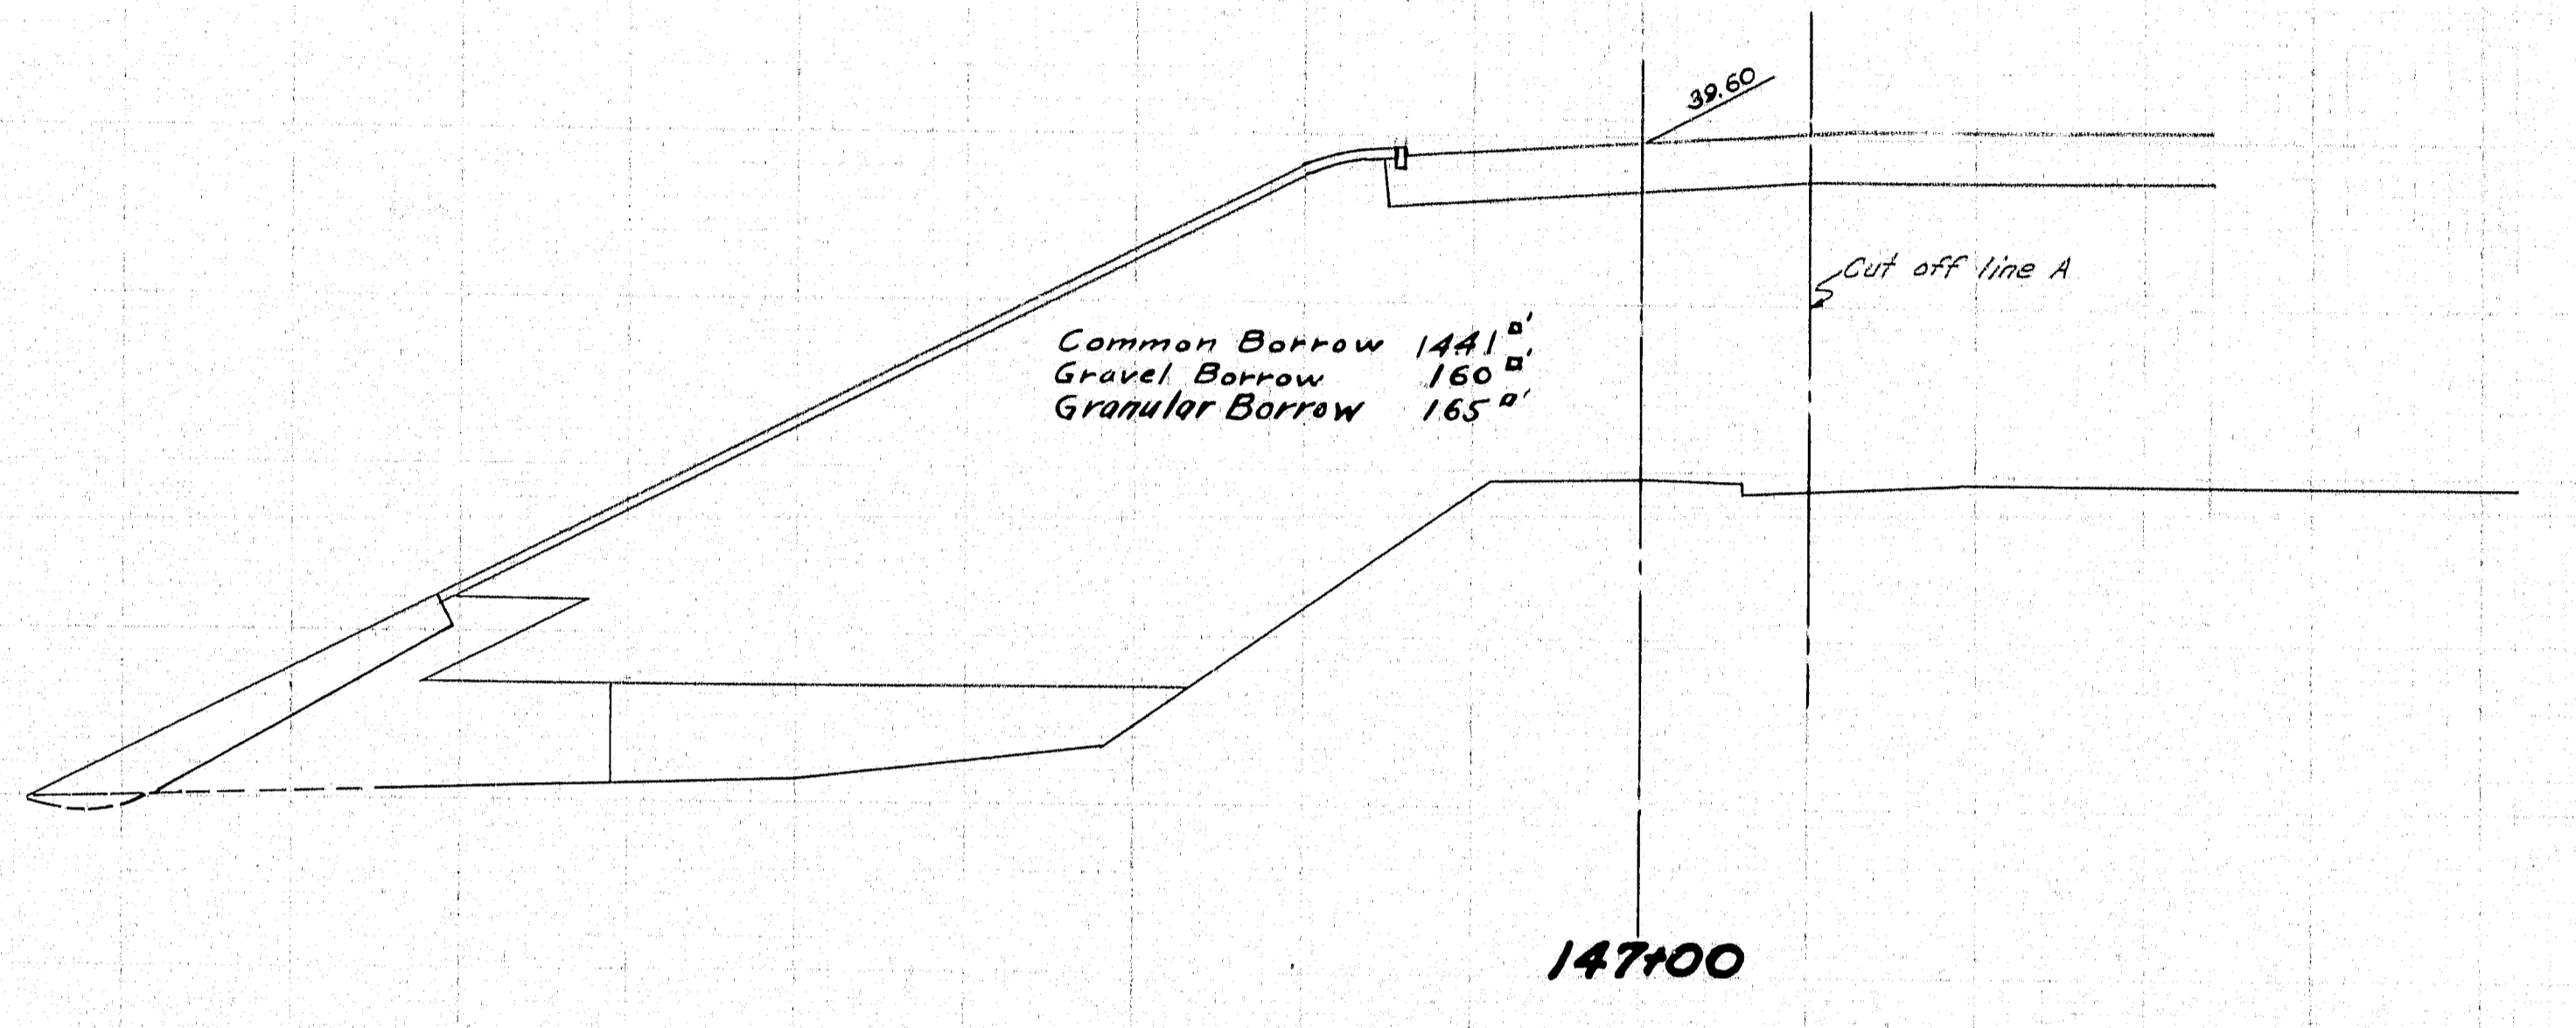 39.60
Cut off line A
Common Borrow 1441□'
Gravel Borrow 160□'
Granular Borrow 165□'
147+00